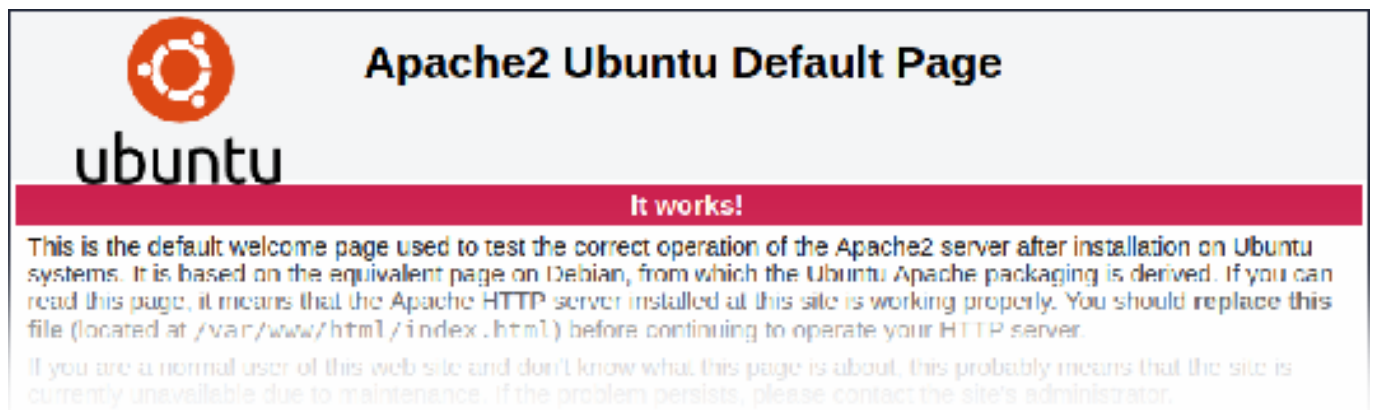 Apache2 Ubuntu Default Page
ubuntu
It works!
This is the default welcome page used to test the correct operation of the Apache2 server after installation on Ubuntu
systems. It is based on the equivalent page on Debian, from which the Ubuntu Apache packaging is derived. If you can
read this page, it means that the Apache HTTP server installed at this site is working properly. You should replace this
file (located at /var/www/html/index.html) before continuing to operate your HTTP server.
If you are a normal user of this web site and don't know what this page is about, this probably means that the site is
currently unavailable due to maintenance. If the problem persists, please contact the site's administrator.